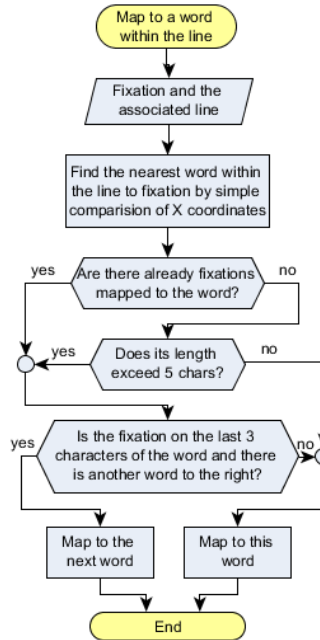 Map to a word
within the line
Fixation and the
associated line
Find the nearest word within
the line to fixation by simple
comparision of X coordinates
yes
Are there already fixations
mapped to the word?
no
yes
Does its length
exceed 5 chars?
no
yes
Is the fixation on the last 3
characters of the word and there
is another word to the right?
no
Map to the
next word
Map to this
word
End